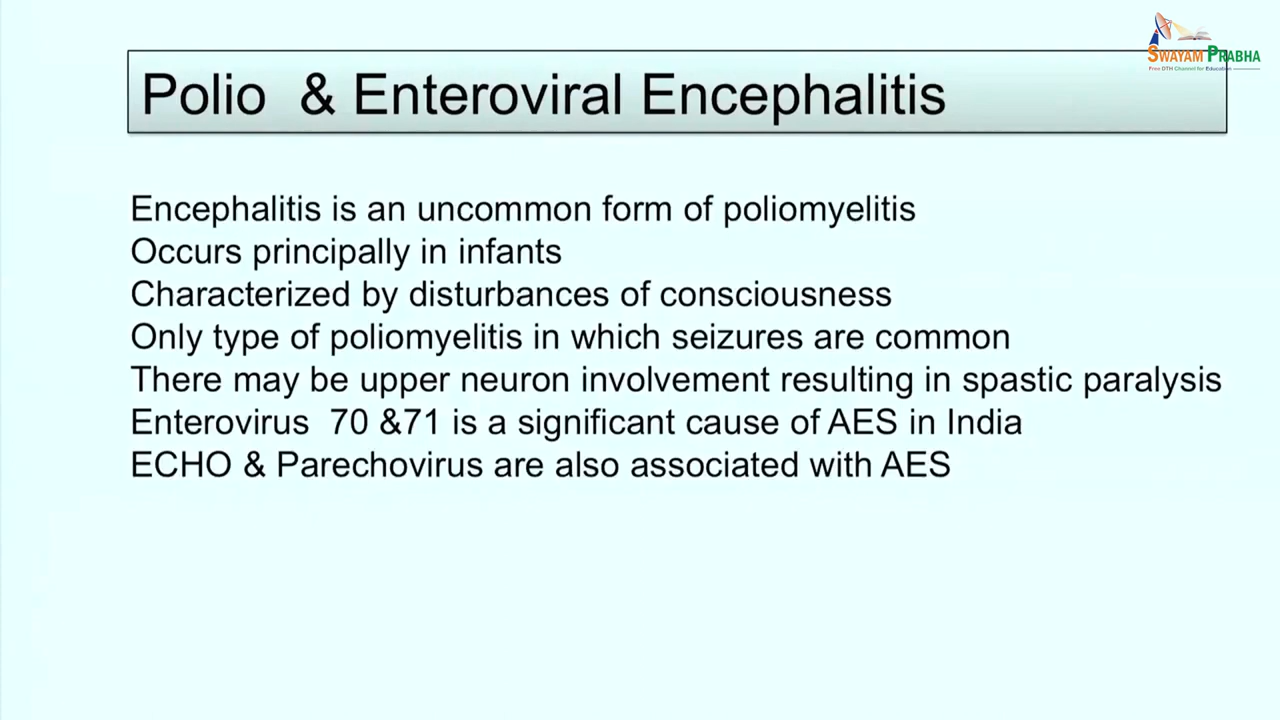 SWAYAM PRABHA
Free DTH Channel for Education
Polio & Enteroviral Encephalitis
Encephalitis is an uncommon form of poliomyelitis
Occurs principally in infants
Characterized by disturbances of consciousness
Only type of poliomyelitis in which seizures are common
There may be upper neuron involvement resulting in spastic paralysis
Enterovirus 70 &71 is a significant cause of AES in India
ECHO & Parechovirus are also associated with AES